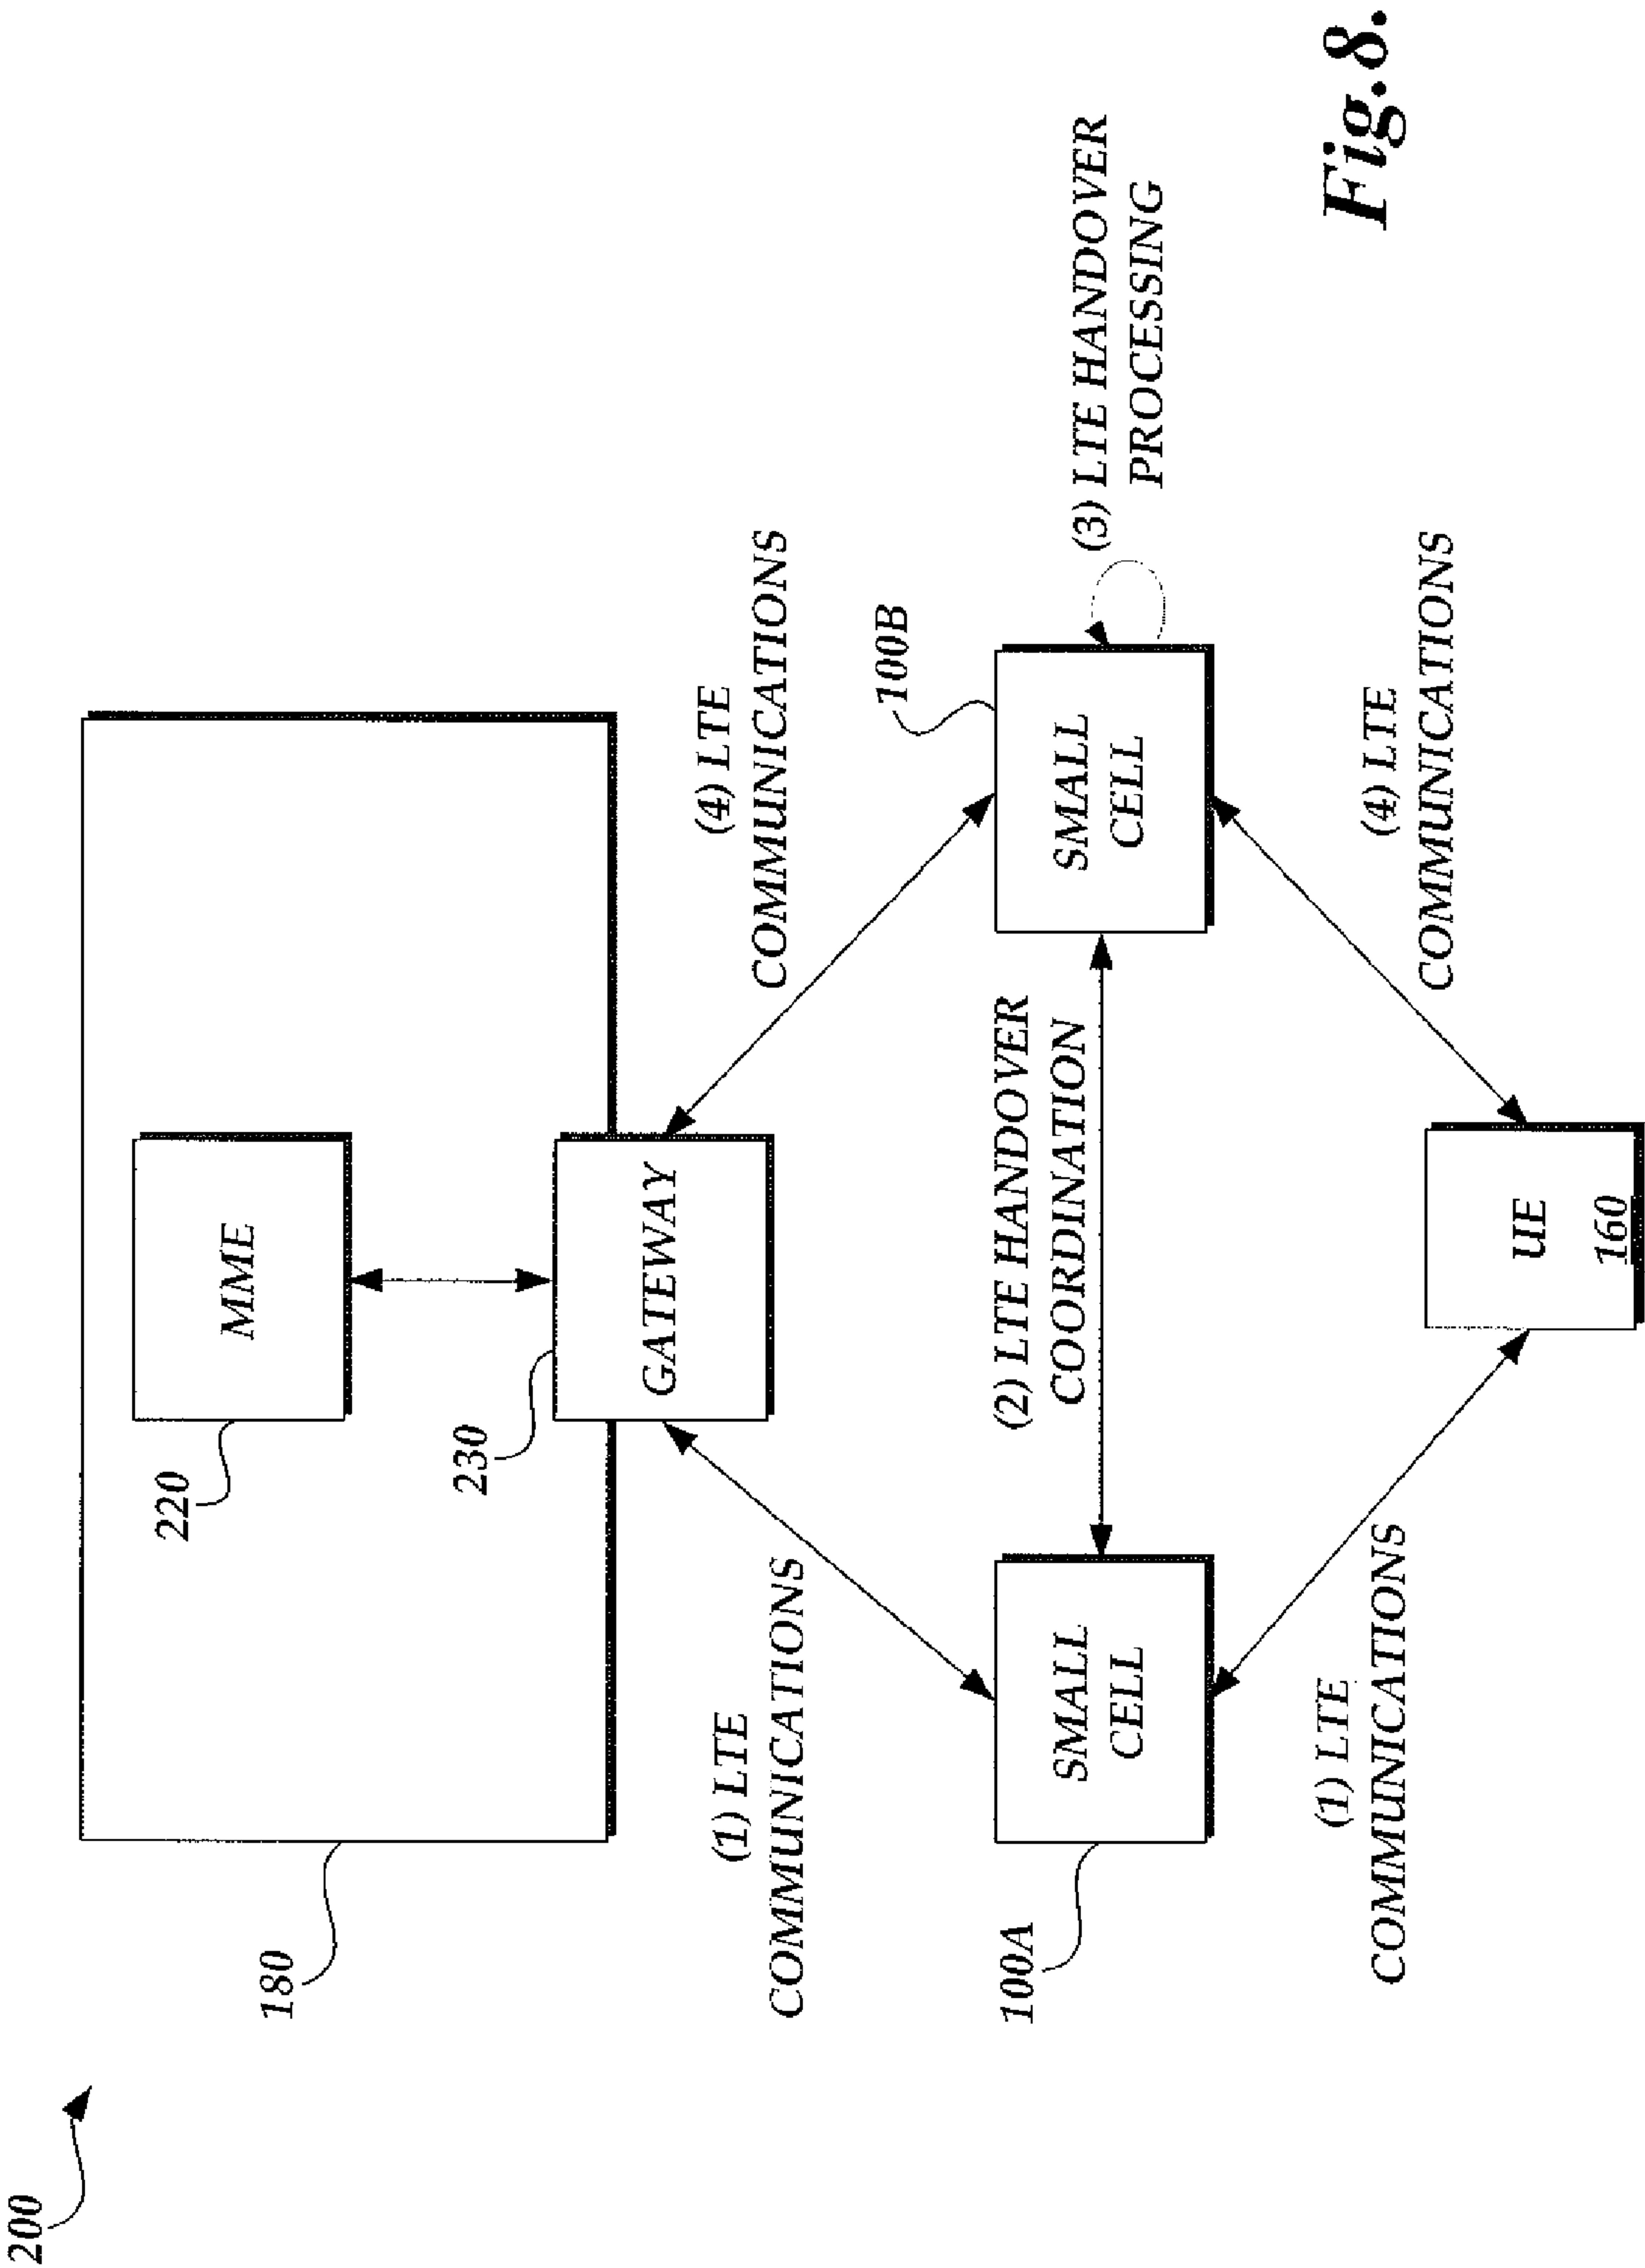 200
180
220
MME
230
GATEWAY
(1) LTE
COMMUNICATIONS
(4) LTE
COMMUNICATIONS
100A
SMALL
CELL
(2) LTE HANDOVER
COORDINATION
100B
SMALL
CELL
(3) LTE HANDOVER
PROCESSING
(1) LTE
COMMUNICATIONS
(4) LTE
COMMUNICATIONS
UE
160
Fig.8.